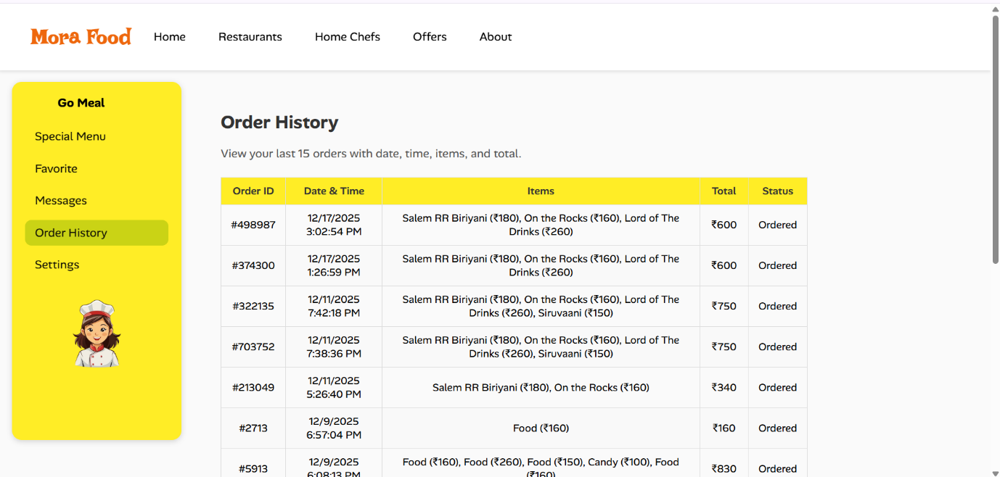 Mora Food Home Restaurants Home Chefs Offers About
Go Meal
Special Menu
Favorite
Messages
Order History
Settings
Order History
View your last 15 orders with date, time, items, and total.
Order ID Date & Time Items Total Status
#498987 12/17/2025 3:02:54 PM Salem RR Biriyani (₹180), On the Rocks (₹160), Lord of The Drinks (₹260) ₹600 Ordered
#374300 12/17/2025 1:26:59 PM Salem RR Biriyani (₹180), On the Rocks (₹160), Lord of The Drinks (₹260) ₹600 Ordered
#322135 12/11/2025 7:42:18 PM Salem RR Biriyani (₹180), On the Rocks (₹160), Lord of The Drinks (₹260), Siruvaani (₹150) ₹750 Ordered
#703752 12/11/2025 7:38:36 PM Salem RR Biriyani (₹180), On the Rocks (₹160), Lord of The Drinks (₹260), Siruvaani (₹150) ₹750 Ordered
#213049 12/11/2025 5:26:40 PM Salem RR Biriyani (₹180), On the Rocks (₹160) ₹340 Ordered
#2713 12/9/2025 6:57:04 PM Food (₹160) ₹160 Ordered
#5913 12/9/2025 6:08:13 PM Food (₹160), Food (₹260), Food (₹150), Candy (₹100), Food (₹160) ₹830 Ordered